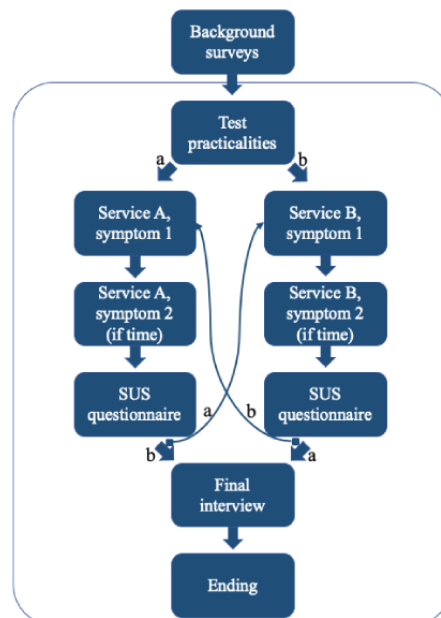 Background
surveys
Test
practicalities
a
b
Service A,
symptom 1
Service B,
symptom 1
Service A,
symptom 2
(if time)
Service B,
symptom 2
(if time)
SUS
questionnaire
a
b
SUS
questionnaire
b
a
Final
interview
Ending